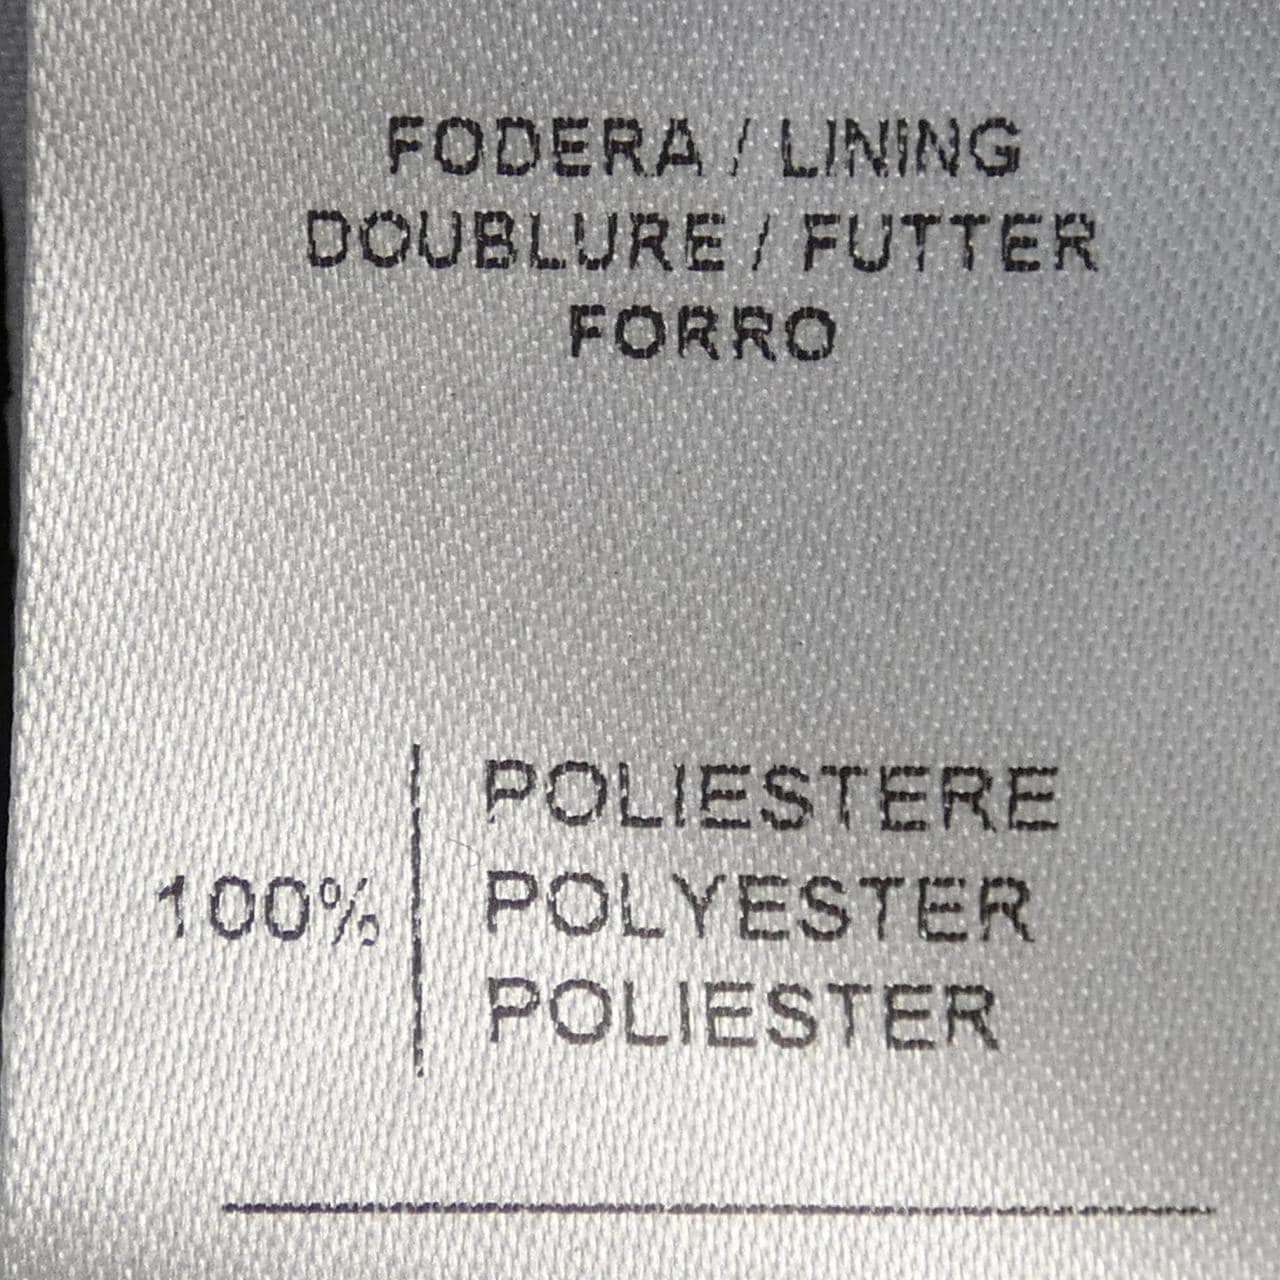 FODERA / LINING
DOUBLURE / FUTTER
FORRO
100%
POLIESTERE
POLYESTER
POLIESTER